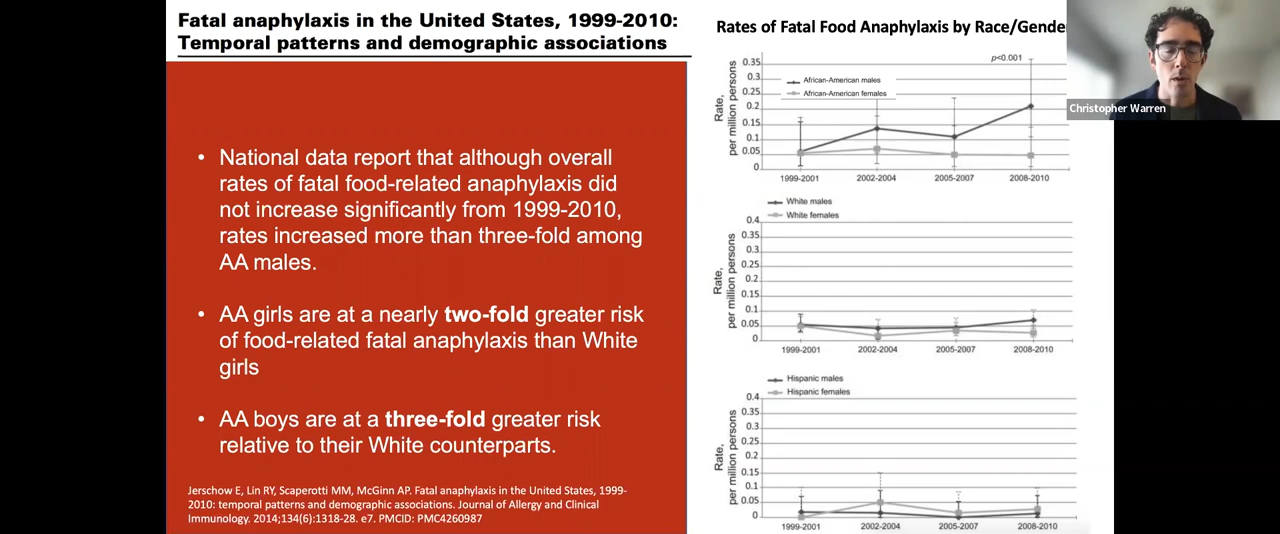 Fatal anaphylaxis in the United States, 1999-2010:
Temporal patterns and demographic associations
• National data report that although overall
rates of fatal food-related anaphylaxis did
not increase significantly from 1999-2010,
rates increased more than three-fold among
AA males.
• AA girls are at a nearly two-fold greater risk
of food-related fatal anaphylaxis than White
girls
• AA boys are at a three-fold greater risk
relative to their White counterparts.
Jerschow E, Lin RY, Scaperotti MM, McGinn AP. Fatal anaphylaxis in the United States, 1999-
2010: temporal patterns and demographic associations. Journal of Allergy and Clinical
Immunology. 2014;134(6):1318-28. e7. PMCID: PMC4260987
Rates of Fatal Food Anaphylaxis by Race/Gende
p<0.001
African-American males
African-American females
Rate,
per million persons
0.35
0.3
0.25
0.2
0.15
0.1
0.05
0
1999-2001 2002-2004 2005-2007 2008-2010
White males
White females
Rate,
per million persons
0.4
0.35
0.3
0.25
0.2
0.15
0.1
0.05
0
1999-2001 2002-2004 2005-2007 2008-2010
Hispanic males
Hispanic females
Rate,
per million persons
0.4
0.35
0.3
0.25
0.2
0.15
0.1
0.05
0
1999-2001 2002-2004 2005-2007 2008-2010
Christopher Warren